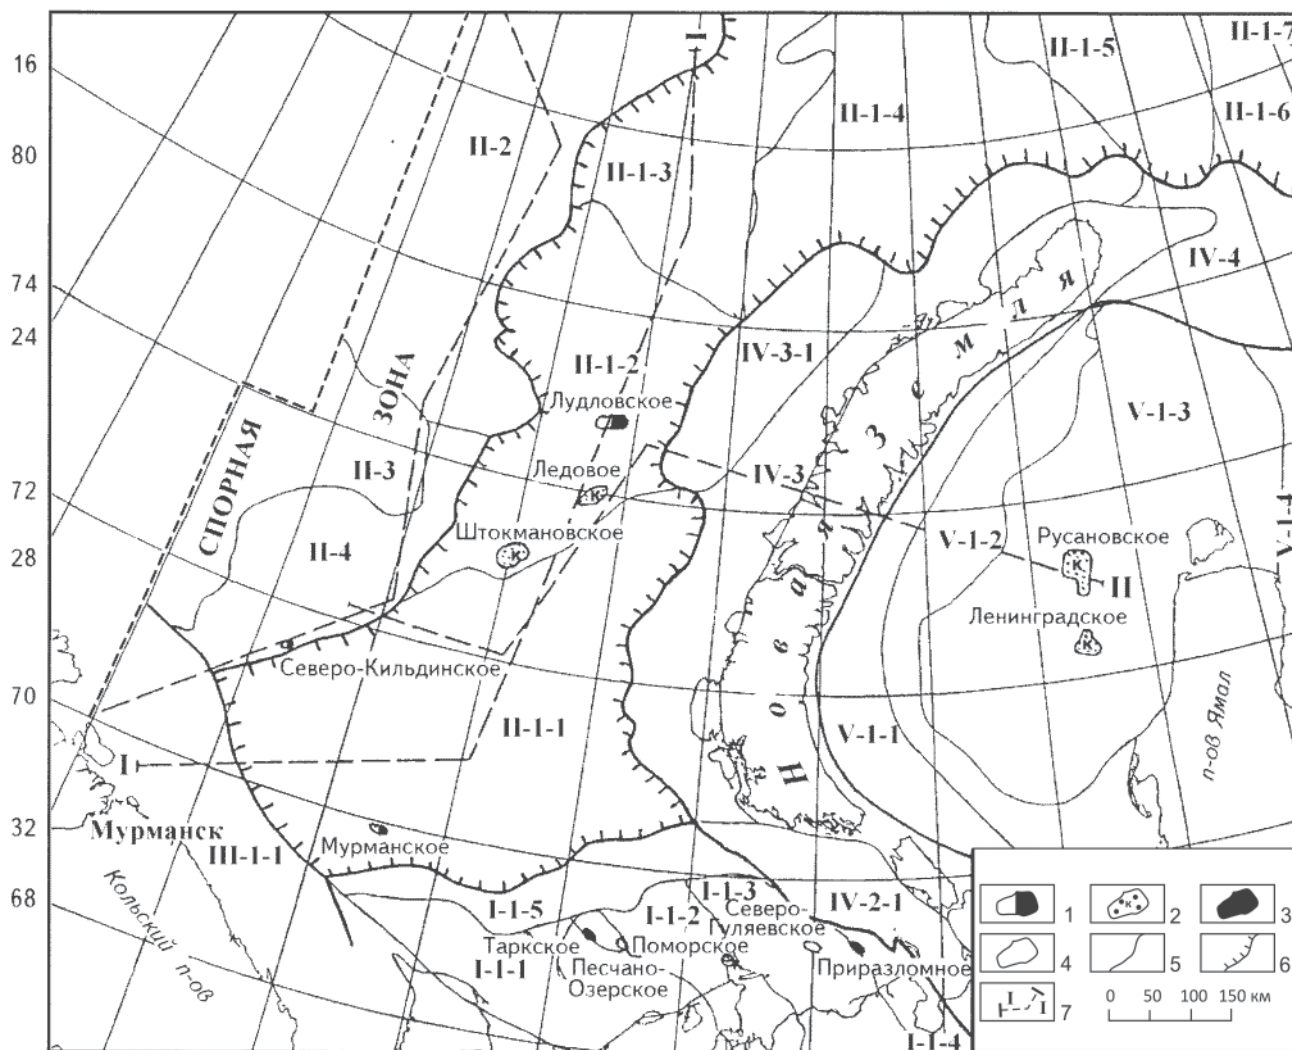 16
80
74
24
72
28
70
32
68
I
II-1-5
II-1-7
II-1-4
II-1-6
II-2
II-1-3
IV-4
Новая Земля
IV-3-1
II-1-2
ЗОНА
СПОРНАЯ
Лудловское
V-1-3
IV-3
II-3
Ледовое
к
Штокмановское
к
II-4
V-1-2
Русановское
к
II
V-1-4
Ленинградское
к
Северо-Кильдинское
II-1-1
V-1-1
п-ов Ямал
I
Мурманск
III-1-1
Мурманское
Кольский п-ов
I-1-5
I-1-2
I-1-3
Северо-
Гуляевское
IV-2-1
Таркское
Поморское
I-1-1
Песчано-
Озерское
Приразломное
I-1-4
1
к
2
3
4
5
6
I
I
7
0 50 100 150 км